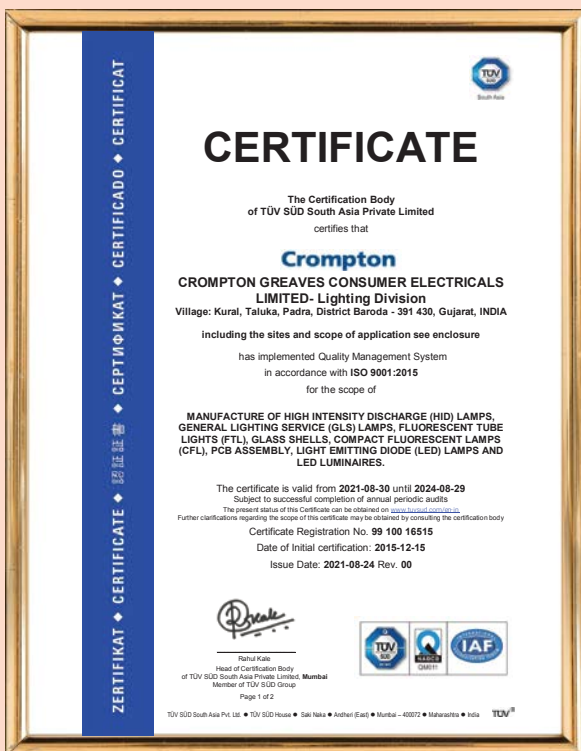 TÜV
SÜD
South Asia
CERTIFICATE
The Certification Body
of TÜV SÜD South Asia Private Limited
certifies that
Crompton
CROMPTON GREAVES CONSUMER ELECTRICALS
LIMITED- Lighting Division
Village: Kural, Taluka, Padra, District Baroda - 391 430, Gujarat, INDIA
including the sites and scope of application see enclosure
has implemented Quality Management System
in accordance with ISO 9001:2015
for the scope of
MANUFACTURE OF HIGH INTENSITY DISCHARGE (HID) LAMPS,
GENERAL LIGHTING SERVICE (GLS) LAMPS, FLUORESCENT TUBE
LIGHTS (FTL), GLASS SHELLS, COMPACT FLUORESCENT LAMPS
(CFL), PCB ASSEMBLY, LIGHT EMITTING DIODE (LED) LAMPS AND
LED LUMINAIRES.
The certificate is valid from 2021-08-30 until 2024-08-29
Subject to successful completion of annual periodic audits
The present status of this Certificate can be obtained on www.tuvsud.com/en-in
Further clarifications regarding the scope of this certificate may be obtained by consulting the certification body
Certificate Registration No. 99 100 16515
Date of Initial certification: 2015-12-15
Issue Date: 2021-08-24 Rev. 00
Rahul Kale
Head of Certification Body
of TÜV SÜD South Asia Private Limited, Mumbai
Member of TÜV SÜD Group
Page 1 of 2
TÜV
SÜD
NABCB
QM011
IAF
TÜV SÜD South Asia Pvt. Ltd. ● TÜV SÜD House ● Saki Naka ● Andheri (East) ● Mumbai – 400072 ● Maharashtra ● India TÜV®
ZERTIFIKAT ◆ CERTIFICATE ◆ 認証証書 ◆ СЕРТИФИКАТ ◆ CERTIFICADO ◆ CERTIFICAT